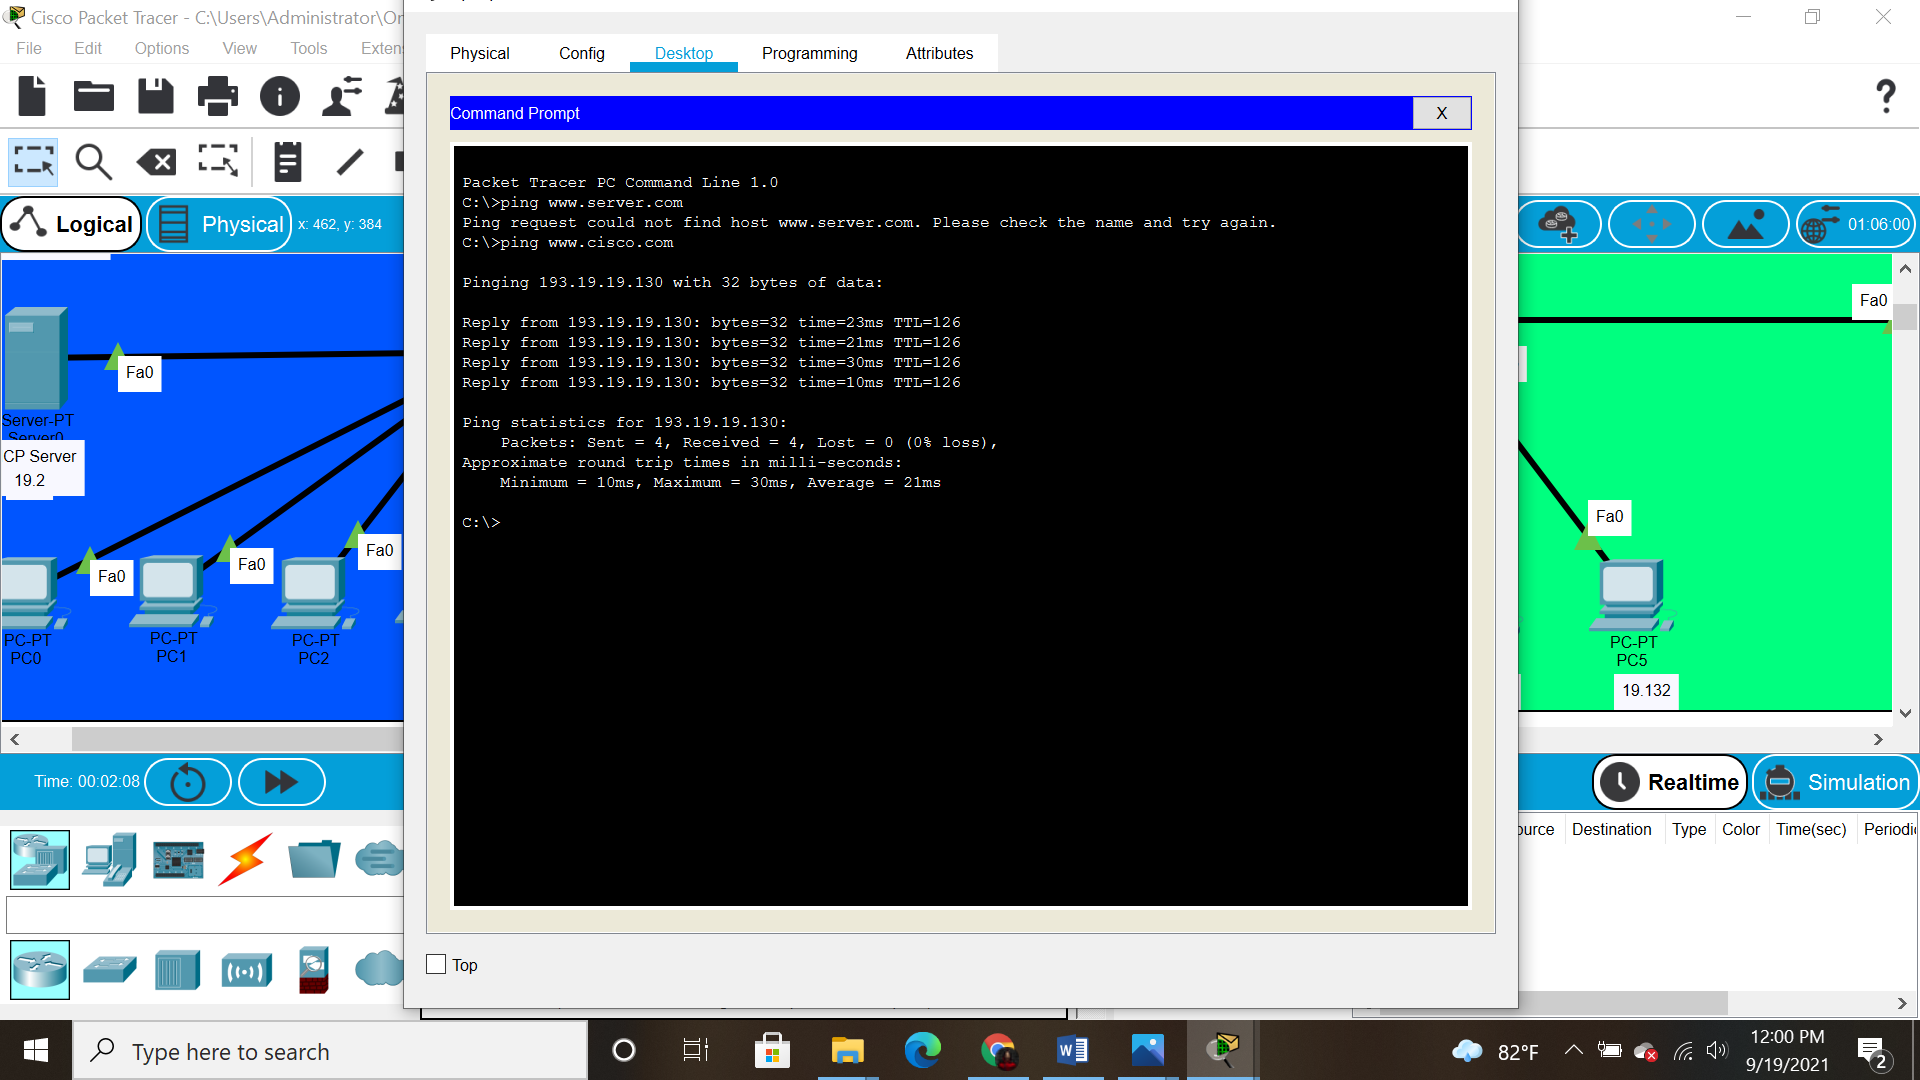 Cisco Packet Tracer - C:\Users\Administrator\Or
File Edit Options View Tools Exten
Physical Config Desktop Programming Attributes
Command Prompt X
Logical Physical x: 462, y: 384
01:06:00
Packet Tracer PC Command Line 1.0
C:\>ping www.server.com
Ping request could not find host www.server.com. Please check the name and try again.
C:\>ping www.cisco.com
Pinging 193.19.19.130 with 32 bytes of data:
Reply from 193.19.19.130: bytes=32 time=23ms TTL=126
Reply from 193.19.19.130: bytes=32 time=21ms TTL=126
Reply from 193.19.19.130: bytes=32 time=30ms TTL=126
Reply from 193.19.19.130: bytes=32 time=10ms TTL=126
Ping statistics for 193.19.19.130:
Packets: Sent = 4, Received = 4, Lost = 0 (0% loss),
Approximate round trip times in milli-seconds:
Minimum = 10ms, Maximum = 30ms, Average = 21ms
C:\>
Top
Fa0
Server-PT
Server0
CP Server
19.2
Fa0
Fa0
Fa0
PC-PT
PC0
PC-PT
PC1
PC-PT
PC2
Fa0
Fa0
PC-PT
PC5
19.132
Time: 00:02:08
Realtime Simulation
ource Destination Type Color Time(sec) Periodi
Type here to search
82°F
12:00 PM
9/19/2021
2